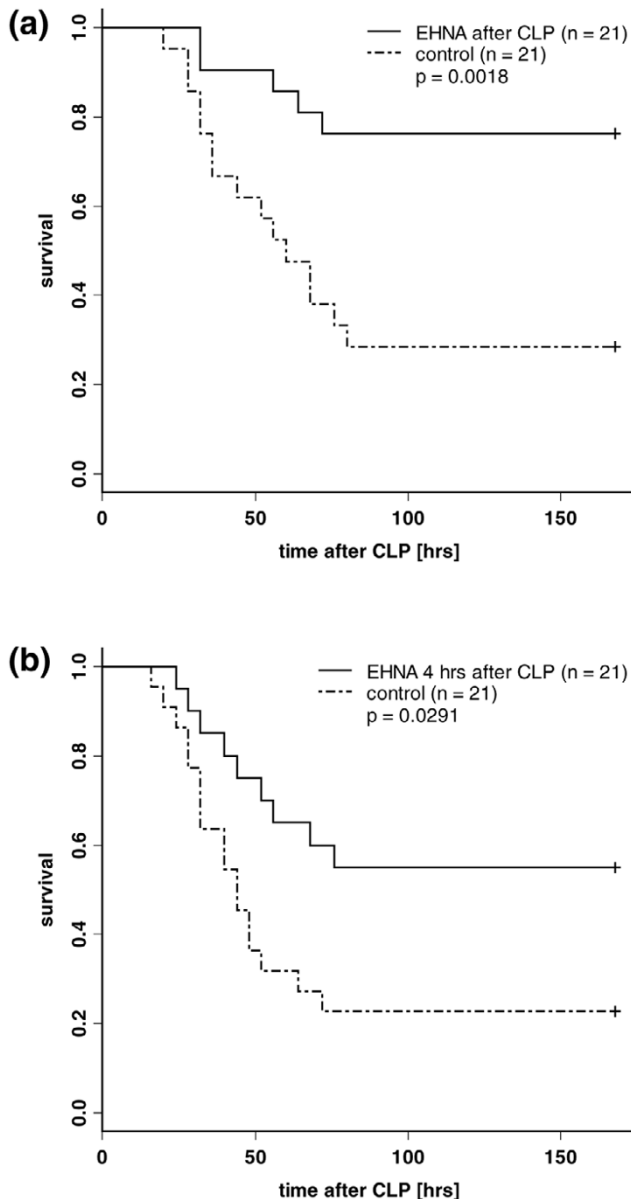 (a)
EHNA after CLP (n = 21)
control (n = 21)
p = 0.0018
survival
1.0
0.8
0.6
0.4
0.2
0.0
0 50 100 150
time after CLP [hrs]
(b)
EHNA 4 hrs after CLP (n = 21)
control (n = 21)
p = 0.0291
survival
1.0
0.8
0.6
0.4
0.2
0.0
0 50 100 150
time after CLP [hrs]